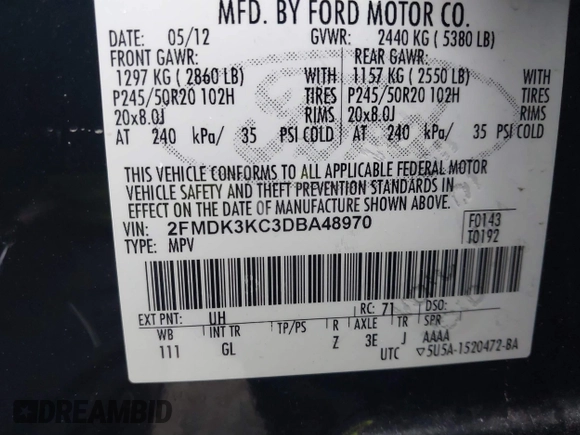 MFD. BY FORD MOTOR CO.
DATE: 05/12 GVWR: 2440 KG ( 5380 LB)
FRONT GAWR: REAR GAWR:
1297 KG ( 2860 LB) WITH 1157 KG ( 2550 LB) WITH
P245/50R20 102H TIRES P245/50R20 102H TIRES
20x8.0J RIMS 20x8.0J RIMS
AT 240 kPa/ 35 PSI COLD AT 240 kPa/ 35 PSI COLD
THIS VEHICLE CONFORMS TO ALL APPLICABLE FEDERAL MOTOR
VEHICLE SAFETY AND THEFT PREVENTION STANDARDS IN
EFFECT ON THE DATE OF MANUFACTURE SHOWN ABOVE.
VIN: 2FMDK3KC3DBA48970 F0143
TYPE: MPV T0192
EXT PNT: UH RC: 71 DSO:
WB INT TR TP/PS R AXLE TR SPR
111 GL Z 3E J AAAA
UTC ▽5U5A-1520472-BA
DREAMBID